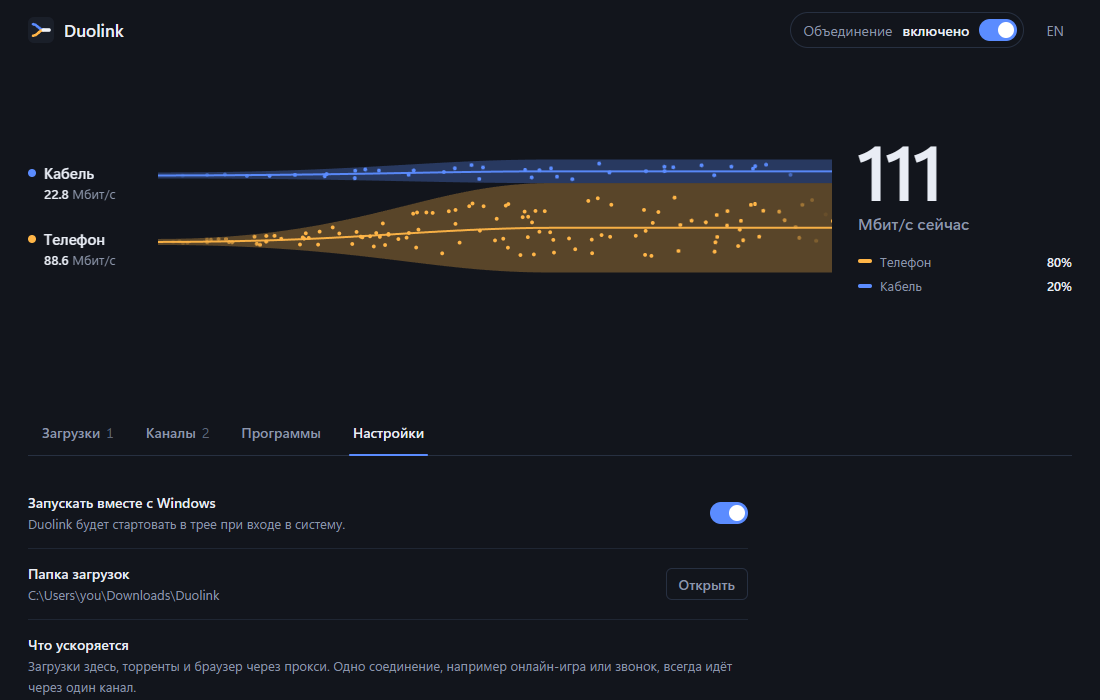 Duolink
Объединение включено
EN
Кабель
22.8 Мбит/с
Телефон
88.6 Мбит/с
111
Мбит/с сейчас
Телефон 80%
Кабель 20%
Загрузки 1 Каналы 2 Программы Настройки
Запускать вместе с Windows
Duolink будет стартовать в трее при входе в систему.
Папка загрузок
C:\Users\you\Downloads\Duolink
Открыть
Что ускоряется
Загрузки здесь, торренты и браузер через прокси. Одно соединение, например онлайн-игра или звонок, всегда идёт
через один канал.